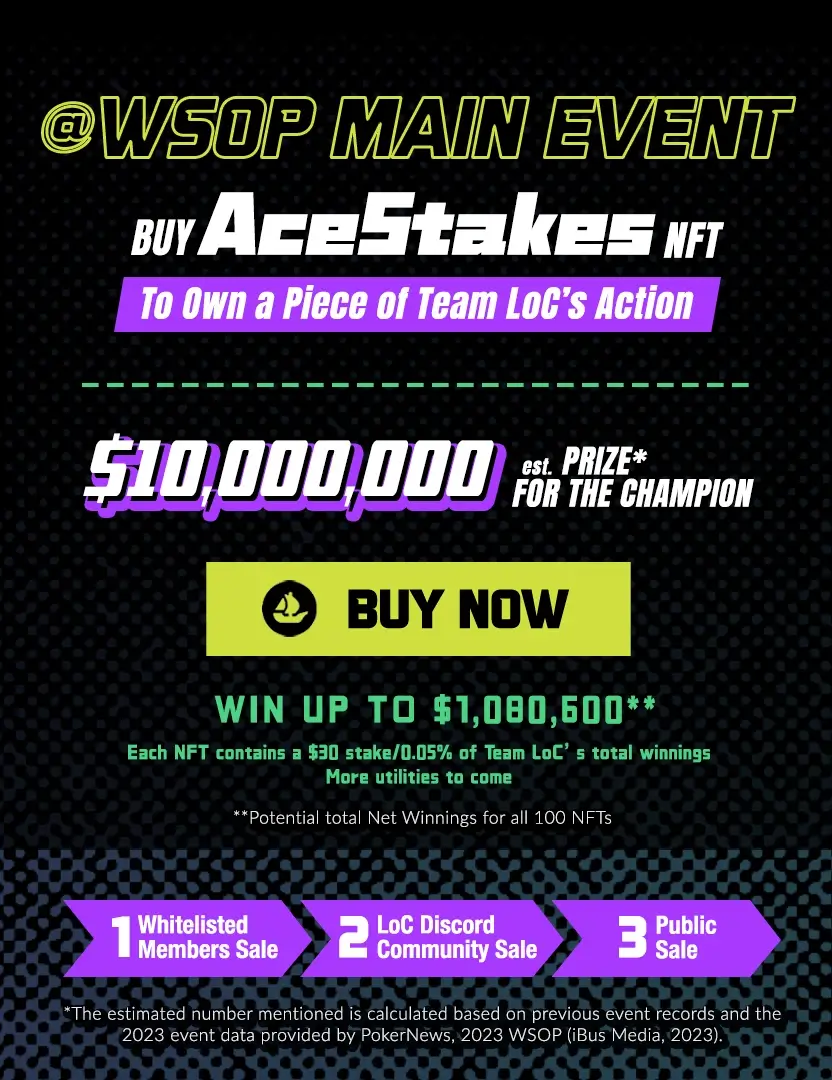 @WSOP MAIN EVENT
BUY AceStakes NFT
To Own a Piece of Team LoC's Action
$10,000,000 est. PRIZE*
FOR THE CHAMPION
BUY NOW
WIN UP TO $1,080,600**
Each NFT contains a $30 stake/0.05% of Team LoC’ s total winnings
More utilities to come
**Potential total Net Winnings for all 100 NFTs
1 Whitelisted
Members Sale
2 LoC Discord
Community Sale
3 Public
Sale
*The estimated number mentioned is calculated based on previous event records and the
2023 event data provided by PokerNews, 2023 WSOP (iBus Media, 2023).